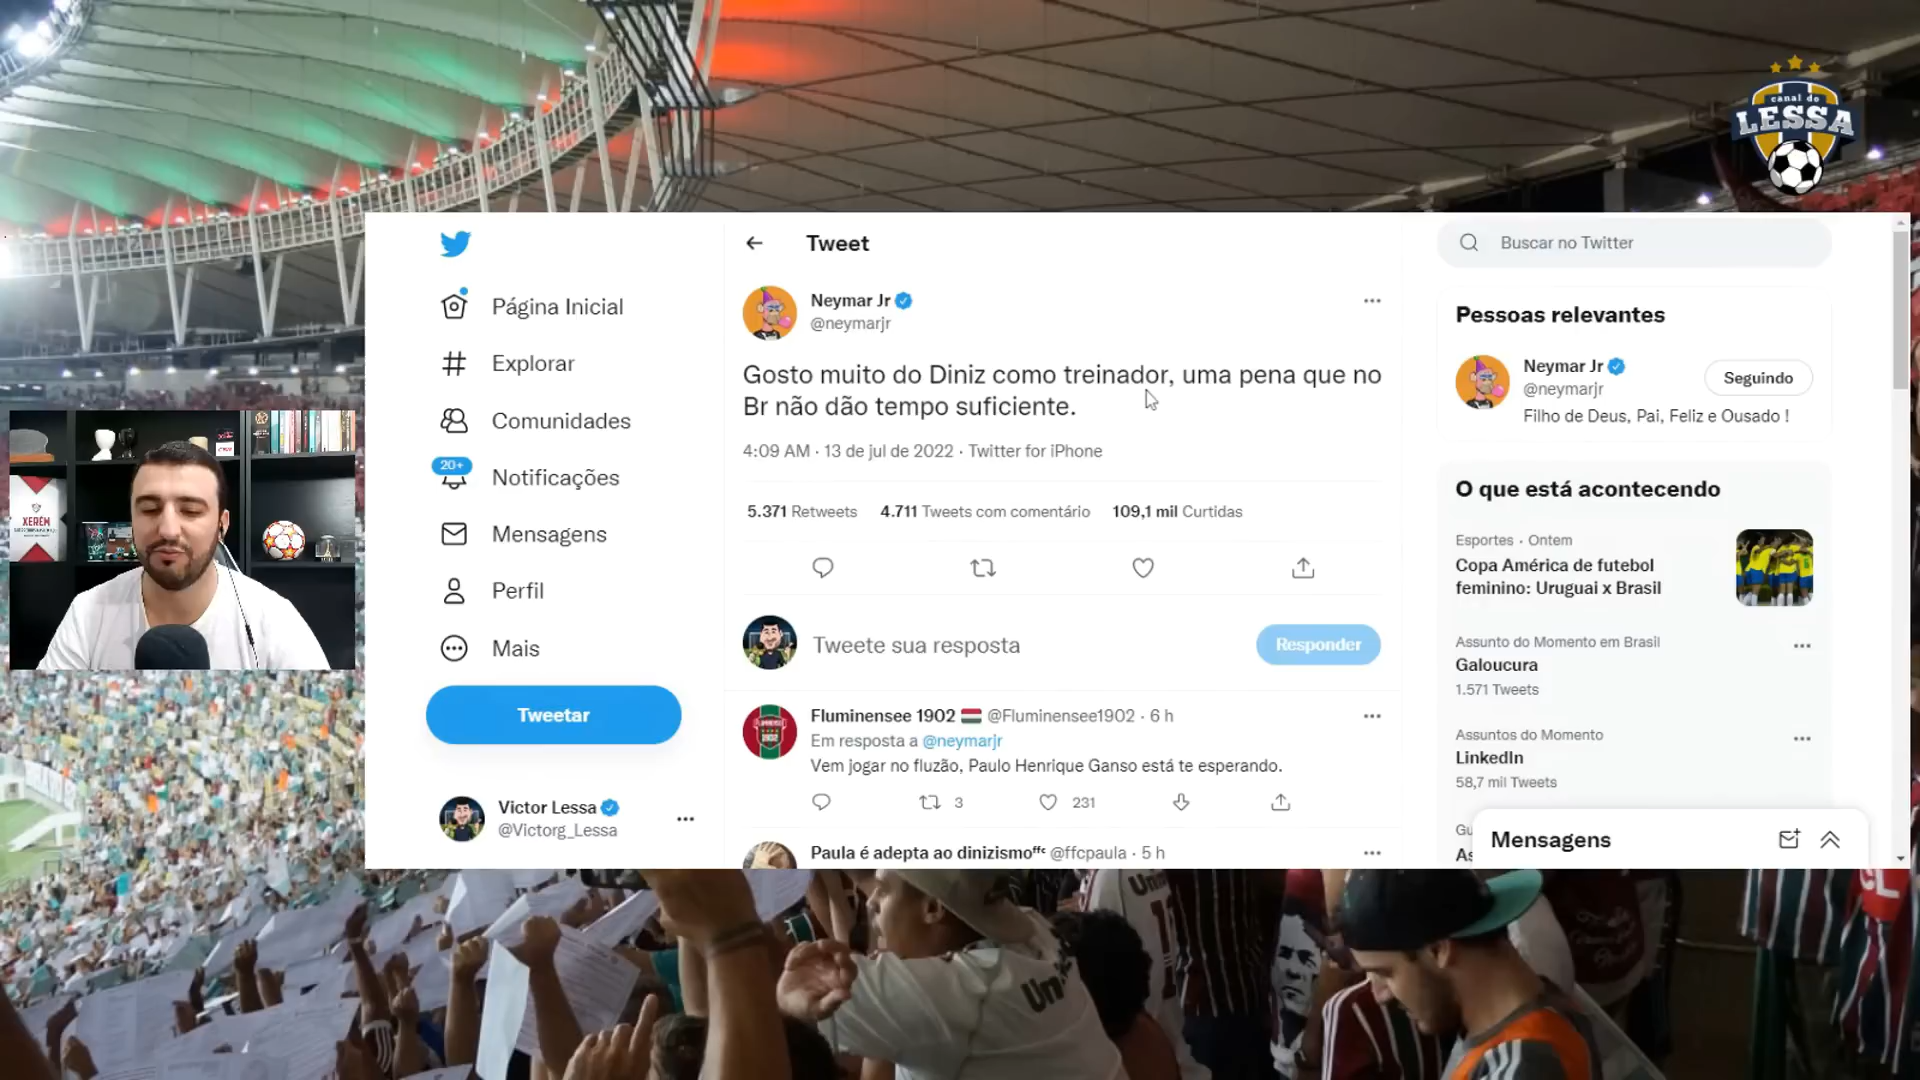 canal do
LESSA
Tweet
Buscar no Twitter
Página Inicial
Explorar
Comunidades
20+
Notificações
Mensagens
Perfil
Mais
Tweetar
Victor Lessa
@Victorg_Lessa
Neymar Jr
@neymarjr
Gosto muito do Diniz como treinador, uma pena que no
Br não dão tempo suficiente.
4:09 AM · 13 de jul de 2022 · Twitter for iPhone
5.371 Retweets 4.711 Tweets com comentário 109,1 mil Curtidas
Tweete sua resposta
Responder
Fluminensee 1902 @Fluminensee1902 · 6 h
Em resposta a @neymarjr
Vem jogar no fluzão, Paulo Henrique Ganso está te esperando.
3
231
Paula é adepta ao dinizismoᶠᶠᶜ @ffcpaula · 5 h
Pessoas relevantes
Neymar Jr
@neymarjr
Seguindo
Filho de Deus, Pai, Feliz e Ousado !
O que está acontecendo
Esportes · Ontem
Copa América de futebol
feminino: Uruguai x Brasil
Assunto do Momento em Brasil
Galoucura
1.571 Tweets
Assuntos do Momento
LinkedIn
58,7 mil Tweets
Gu
As
Mensagens
XERÉM